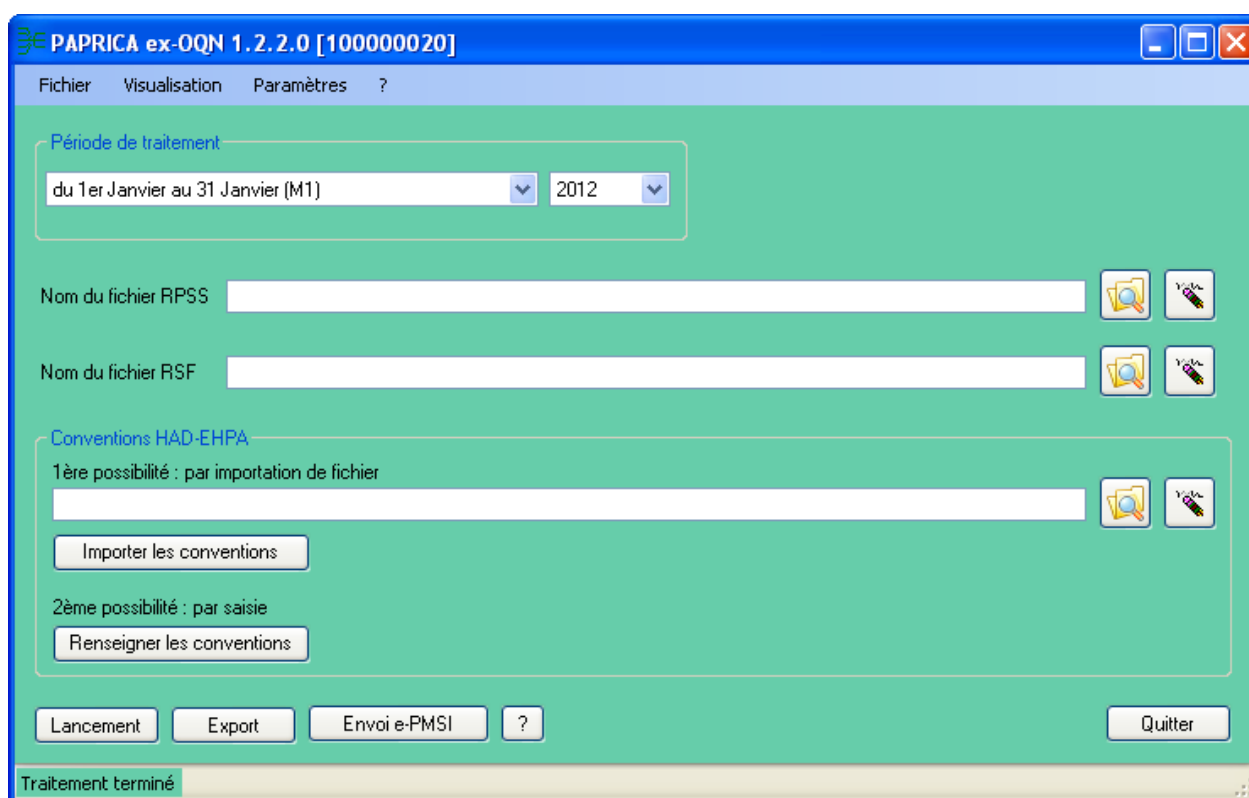 PAPRICA ex-OQN 1.2.2.0 [100000020]
Fichier Visualisation Paramètres ?
Période de traitement
du 1er Janvier au 31 Janvier (M1) 2012
Nom du fichier RPSS
Nom du fichier RSF
Conventions HAD-EHPA
1ère possibilité : par importation de fichier
Importer les conventions
2ème possibilité : par saisie
Renseigner les conventions
Lancement Export Envoi e-PMSI ? Quitter
Traitement terminé